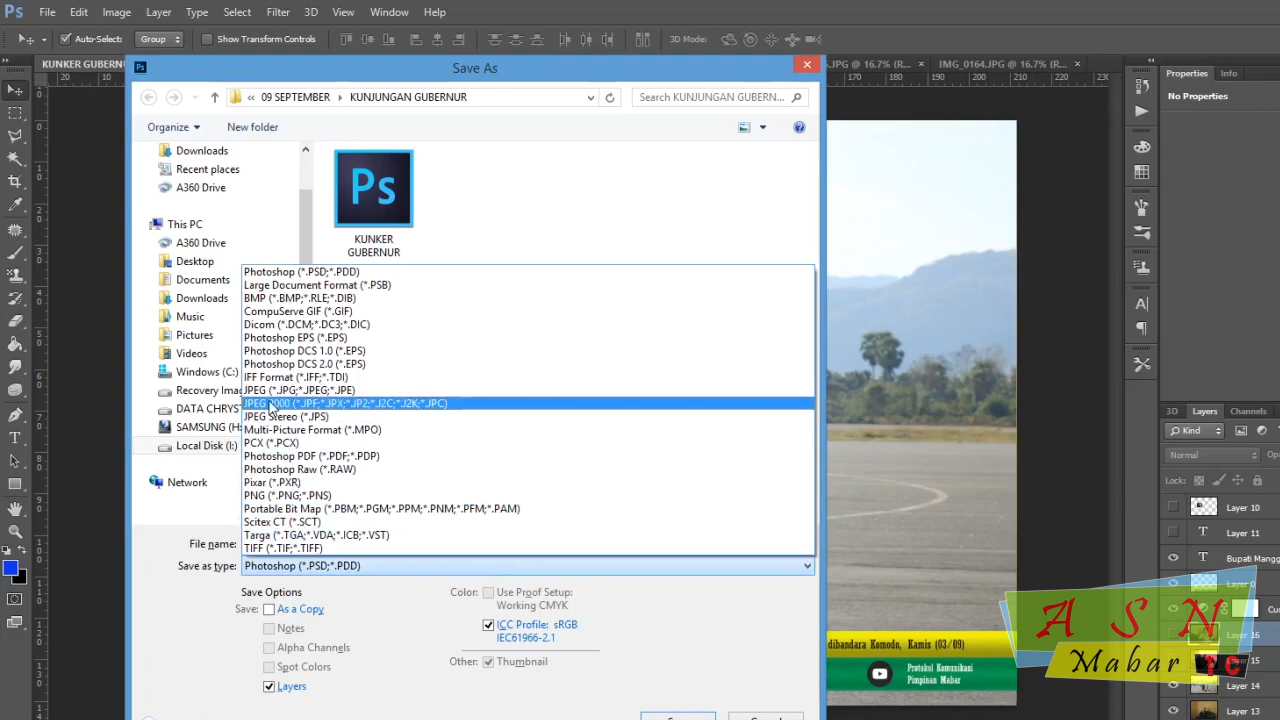 Ps File Edit Image Layer Type Select Filter 3D View Window Help
Auto-Select: Group Show Transform Controls 3D Mode:
KUNKER GUBERNU
.JPG @ 16.7% (R... IMG_0164.JPG @ 16.7% (R...
Save As
09 SEPTEMBER KUNJUNGAN GUBERNUR
Search KUNJUNGAN GUBERN...
Organize New folder
Downloads
Recent places
A360 Drive
This PC
A360 Drive
Desktop
Documents
Downloads
Music
Pictures
Videos
Windows (C:)
Recovery Imag
DATA CHRYS
SAMSUNG (H:
Local Disk (I:)
Network
Ps
KUNKER
GUBERNUR
Photoshop (*.PSD;*.PDD)
Large Document Format (*.PSB)
BMP (*.BMP;*.RLE;*.DIB)
CompuServe GIF (*.GIF)
Dicom (*.DCM;*.DC3;*.DIC)
Photoshop EPS (*.EPS)
Photoshop DCS 1.0 (*.EPS)
Photoshop DCS 2.0 (*.EPS)
IFF Format (*.IFF;*.TDI)
JPEG (*.JPG;*.JPEG;*.JPE)
JPEG 2000 (*.JPF;*.JPX;*.JP2;*.J2C;*.J2K;*.JPC)
JPEG Stereo (*.JPS)
Multi-Picture Format (*.MPO)
PCX (*.PCX)
Photoshop PDF (*.PDF;*.PDP)
Photoshop Raw (*.RAW)
Pixar (*.PXR)
PNG (*.PNG;*.PNS)
Portable Bit Map (*.PBM;*.PGM;*.PPM;*.PNM;*.PFM;*.PAM)
Scitex CT (*.SCT)
Targa (*.TGA;*.VDA;*.ICB;*.VST)
TIFF (*.TIF;*.TIFF)
File name:
Save as type: Photoshop (*.PSD;*.PDD)
Save Options
Save: As a Copy
Notes
Alpha Channels
Spot Colors
Layers
Color: Use Proof Setup:
Working CMYK
ICC Profile: sRGB
IEC61966-2.1
Other: Thumbnail
Properties Info
No Properties
3D Layers Channels
Kind
Normal
Lock:
Layer 10
Bupati Mangg
Layer 16
15
Layer 14
Layer 13
dibandara Komodo, Kamis (03/09)
Protokol Komunikasi
Pimpinan Mabar
A S N
Mabar